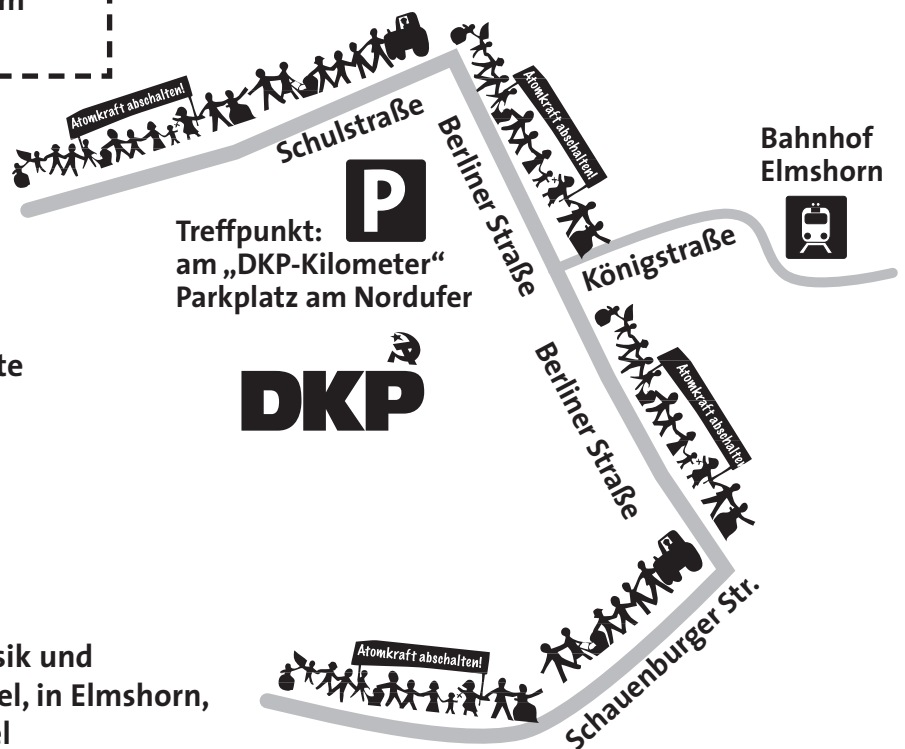 m
Atomkraft abschalten!
Schulstraße
Berliner Straße
Atomkraft abschalten!
Bahnhof
Elmshorn
P
Treffpunkt:
am „DKP-Kilometer“
Parkplatz am Nordufer
Königstraße
te
DKP
Berliner Straße
Atomkraft abschalten
Schauenburger Str.
Atomkraft abschalten!
sik und
el, in Elmshorn,
el